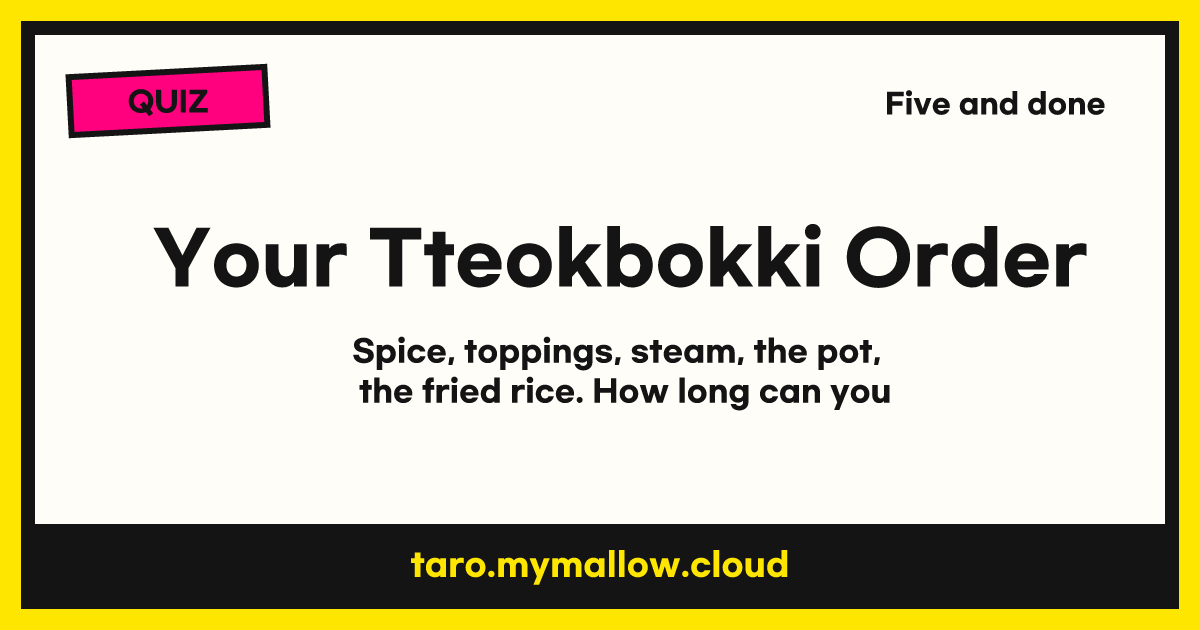 QUIZ
Five and done
Your Tteokbokki Order
Spice, toppings, steam, the pot,
the fried rice. How long can you
taro.mymallow.cloud